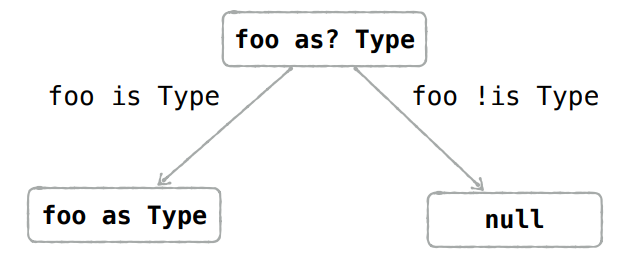 foo as? Type
foo is Type
foo !is Type
foo as Type
null